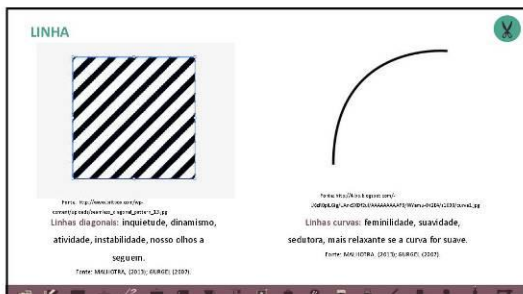 LINHA
Linhas diagonais: inquietude, dinamismo,
atividade, instabilidade, nosso olhos a
seguem.
Fonte: MALHOTRA, (2013); GURGEL (2007).
Linhas curvas: feminilidade, suavidade,
sedutora, mais relaxante se a curva for suave.
Fonte: MALHOTRA, (2013); GURGEL (2007).